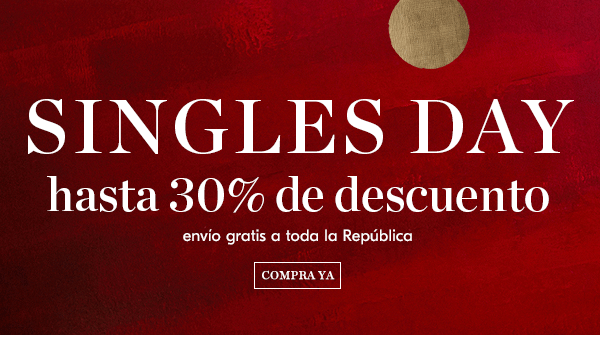 SINGLES DAY
hasta 30% de descuento
envío gratis a toda la República
COMPRA YA